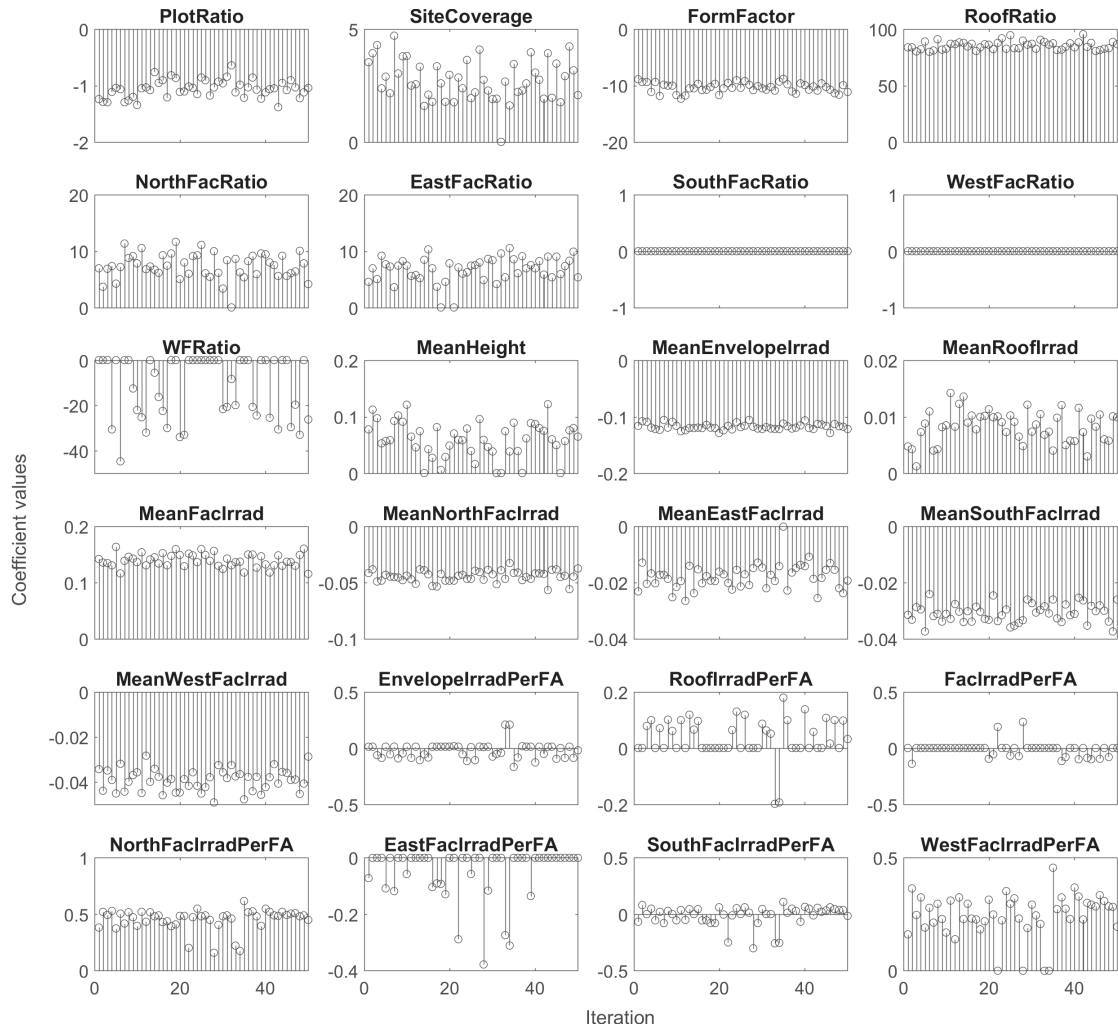 PlotRatio SiteCoverage FormFactor RoofRatio
0 5 0 100
-1 -10 50
-2 0 -20 0
NorthFacRatio EastFacRatio SouthFacRatio WestFacRatio
20 20 1 1
10 10 0 0
0 0 -1 -1
WFRatio MeanHeight MeanEnvelopeIrrad MeanRoofIrrad
0 0.2 0 0.02
-20 0.1 -0.1 0.01
-40 0 -0.2 0
MeanFacIrrad MeanNorthFacIrrad MeanEastFacIrrad MeanSouthFacIrrad
0.2 0 0 0
0.1 -0.05 -0.02 -0.02
0 -0.1 -0.04 -0.04
MeanWestFacIrrad EnvelopeIrradPerFA RoofIrradPerFA FacIrradPerFA
0 0.5 0.2 0.5
-0.02 0 0 0
-0.04 -0.5 -0.2 -0.5
NorthFacIrradPerFA EastFacIrradPerFA SouthFacIrradPerFA WestFacIrradPerFA
1 0 0.5 0.5
0.5 -0.2 0
0 -0.4 -0.5 0
0 20 40 0 20 40 0 20 40 0 20 40
Coefficient values
Iteration